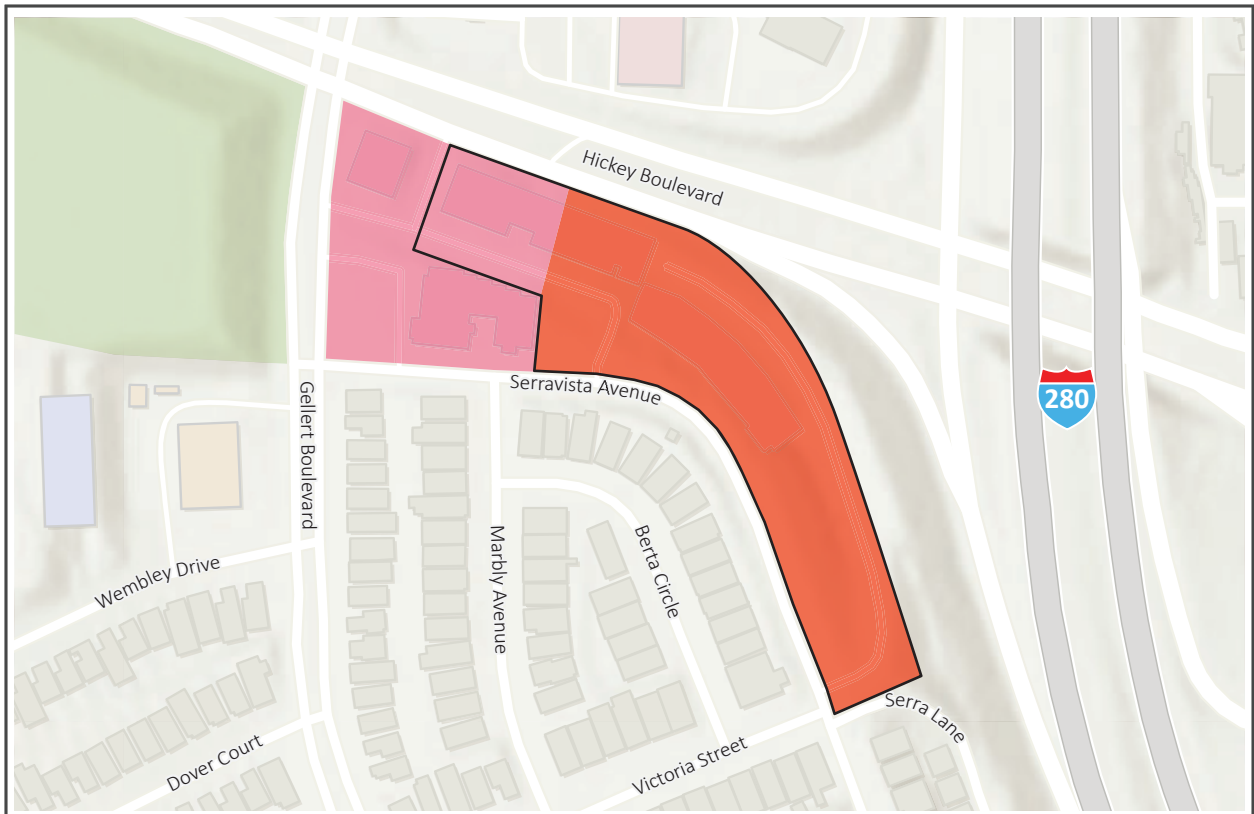 Hickey Boulevard
280
Serravista Avenue
Gellert Boulevard
Marbly Avenue
Berta Circle
Wembley Drive
Serra Lane
Dover Court
Victoria Street